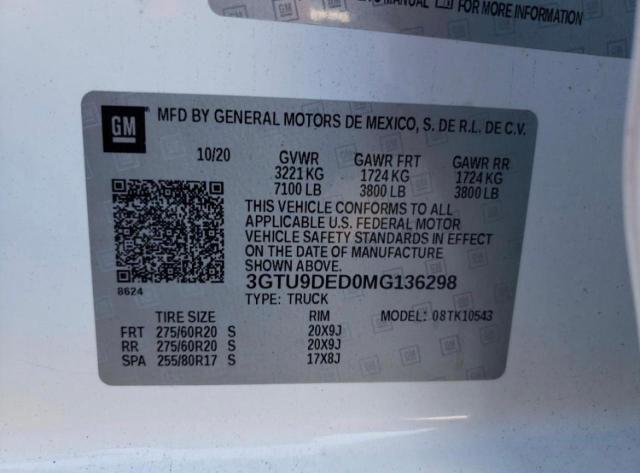 MANUAL FOR MORE INFORMATION
GM
MFD BY GENERAL MOTORS DE MEXICO, S. DE R.L. DE C.V.
10/20 GVWR GAWR FRT GAWR RR
3221 KG 1724 KG 1724 KG
7100 LB 3800 LB 3800 LB
THIS VEHICLE CONFORMS TO ALL
APPLICABLE U.S. FEDERAL MOTOR
VEHICLE SAFETY STANDARDS IN EFFECT
ON THE DATE OF MANUFACTURE
SHOWN ABOVE.
8624
3GTU9DED0MG136298
TYPE: TRUCK
TIRE SIZE RIM MODEL: 08TK10543
FRT 275/60R20 S 20X9J
RR 275/60R20 S 20X9J
SPA 255/80R17 S 17X8J